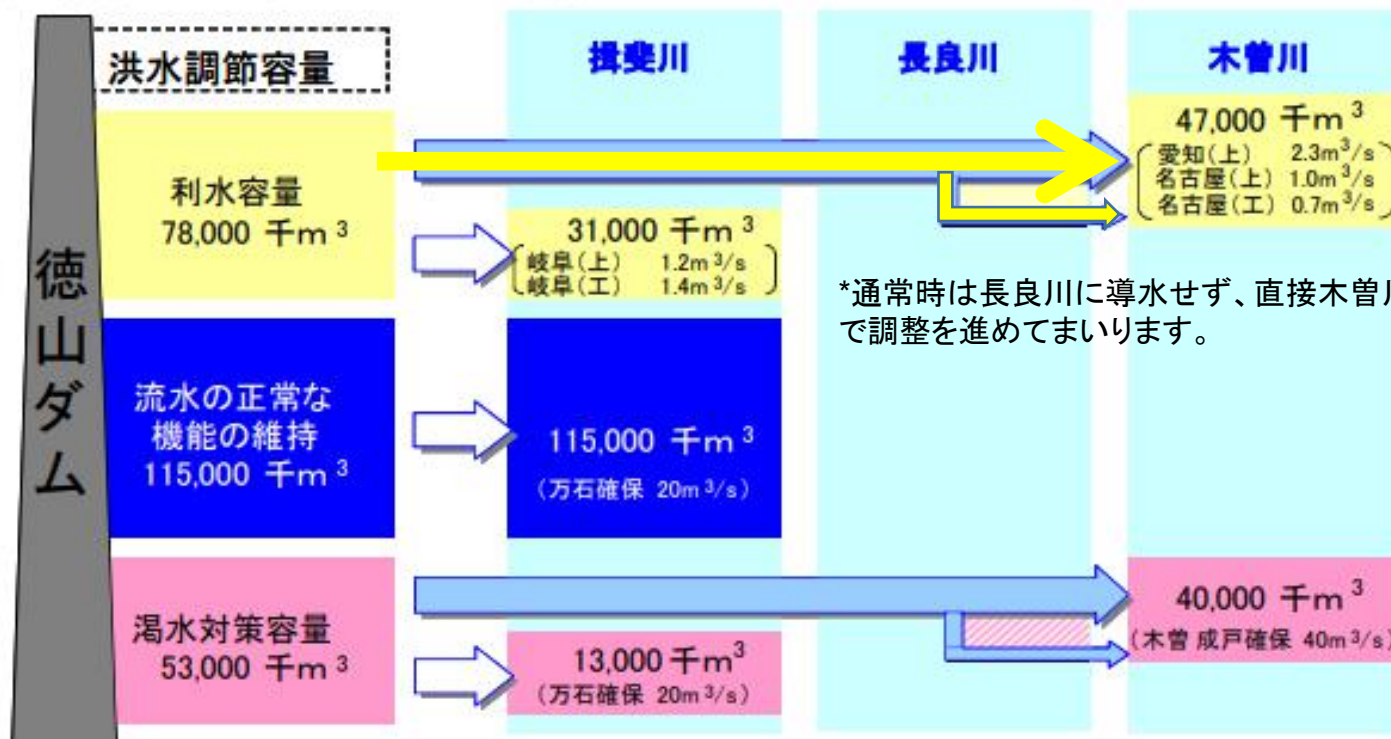 徳山ダム
洪水調節容量
揖斐川
長良川
木曽川
利水容量
78,000 千m³
31,000 千m³
岐阜(上) 1.2m³/s
岐阜(工) 1.4m³/s
47,000 千m³
愛知(上) 2.3m³/s
名古屋(上) 1.0m³/s
名古屋(工) 0.7m³/s
*通常時は長良川に導水せず、直接木曽
で調整を進めてまいります。
流水の正常な
機能の維持
115,000 千m³
115,000 千m³
(万石確保 20m³/s)
渇水対策容量
53,000 千m³
13,000千m³
(万石確保 20m³/s)
40,000 千m³
(木曽成戸確保 40m³/s)